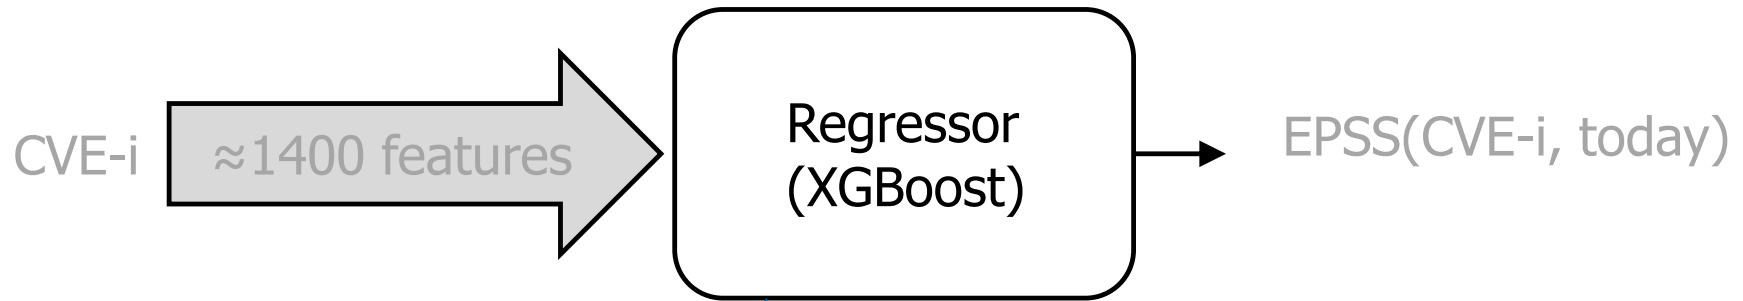 CVE-i
≈1400 features
Regressor
(XGBoost)
EPSS(CVE-i, today)